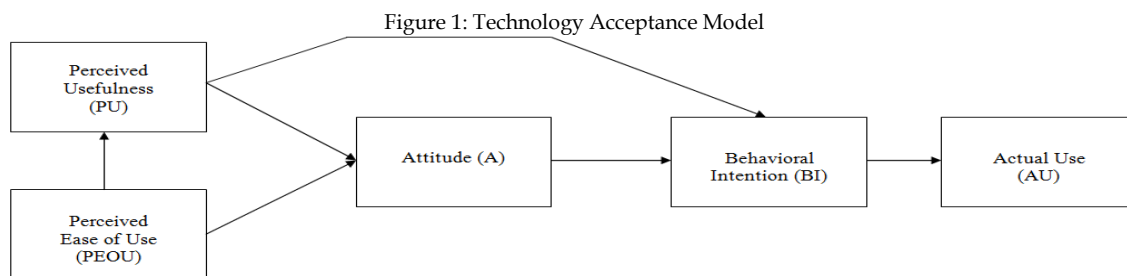 Figure 1: Technology Acceptance Model
Perceived
Usefulness
(PU)
Attitude (A)
Behavioral
Intention (BI)
Actual Use
(AU)
Perceived
Ease of Use
(PEOU)